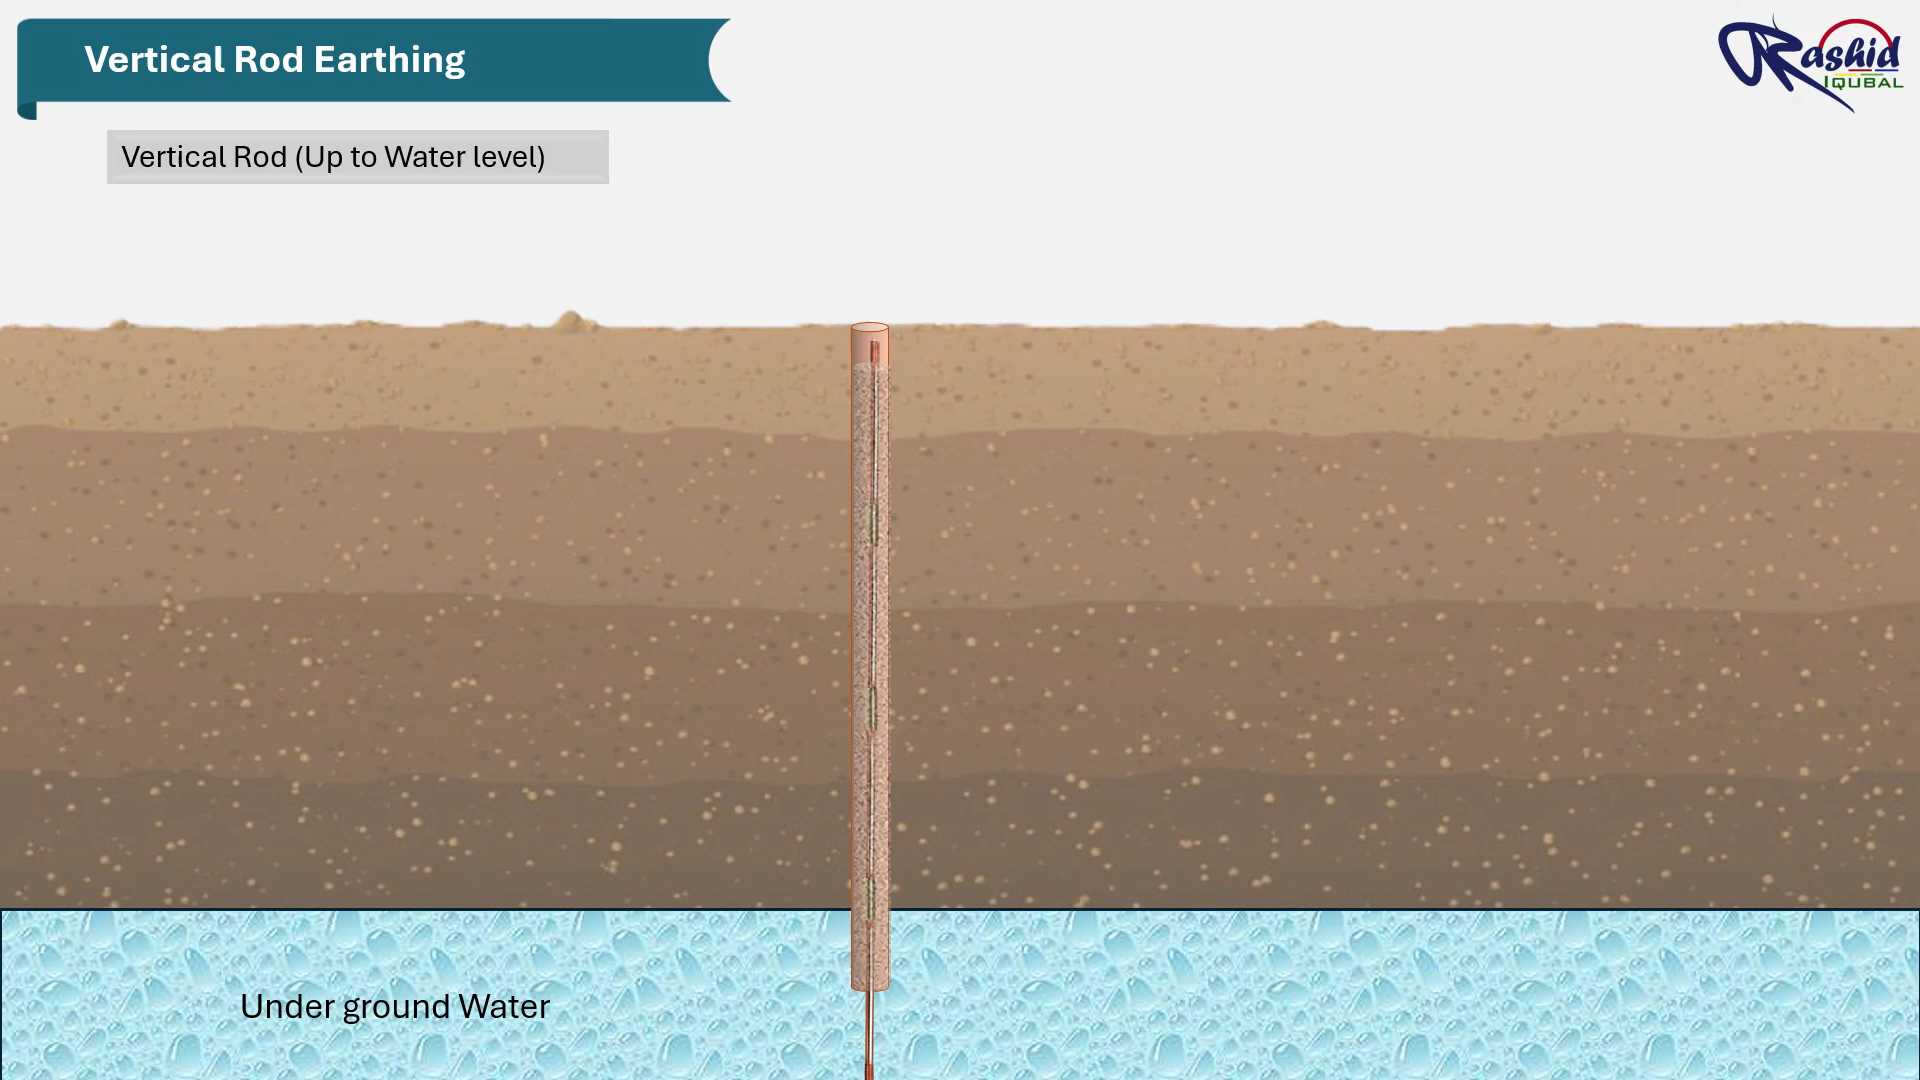 Vertical Rod Earthing
Rashid
IQUBAL
Vertical Rod (Up to Water level)
Under ground Water